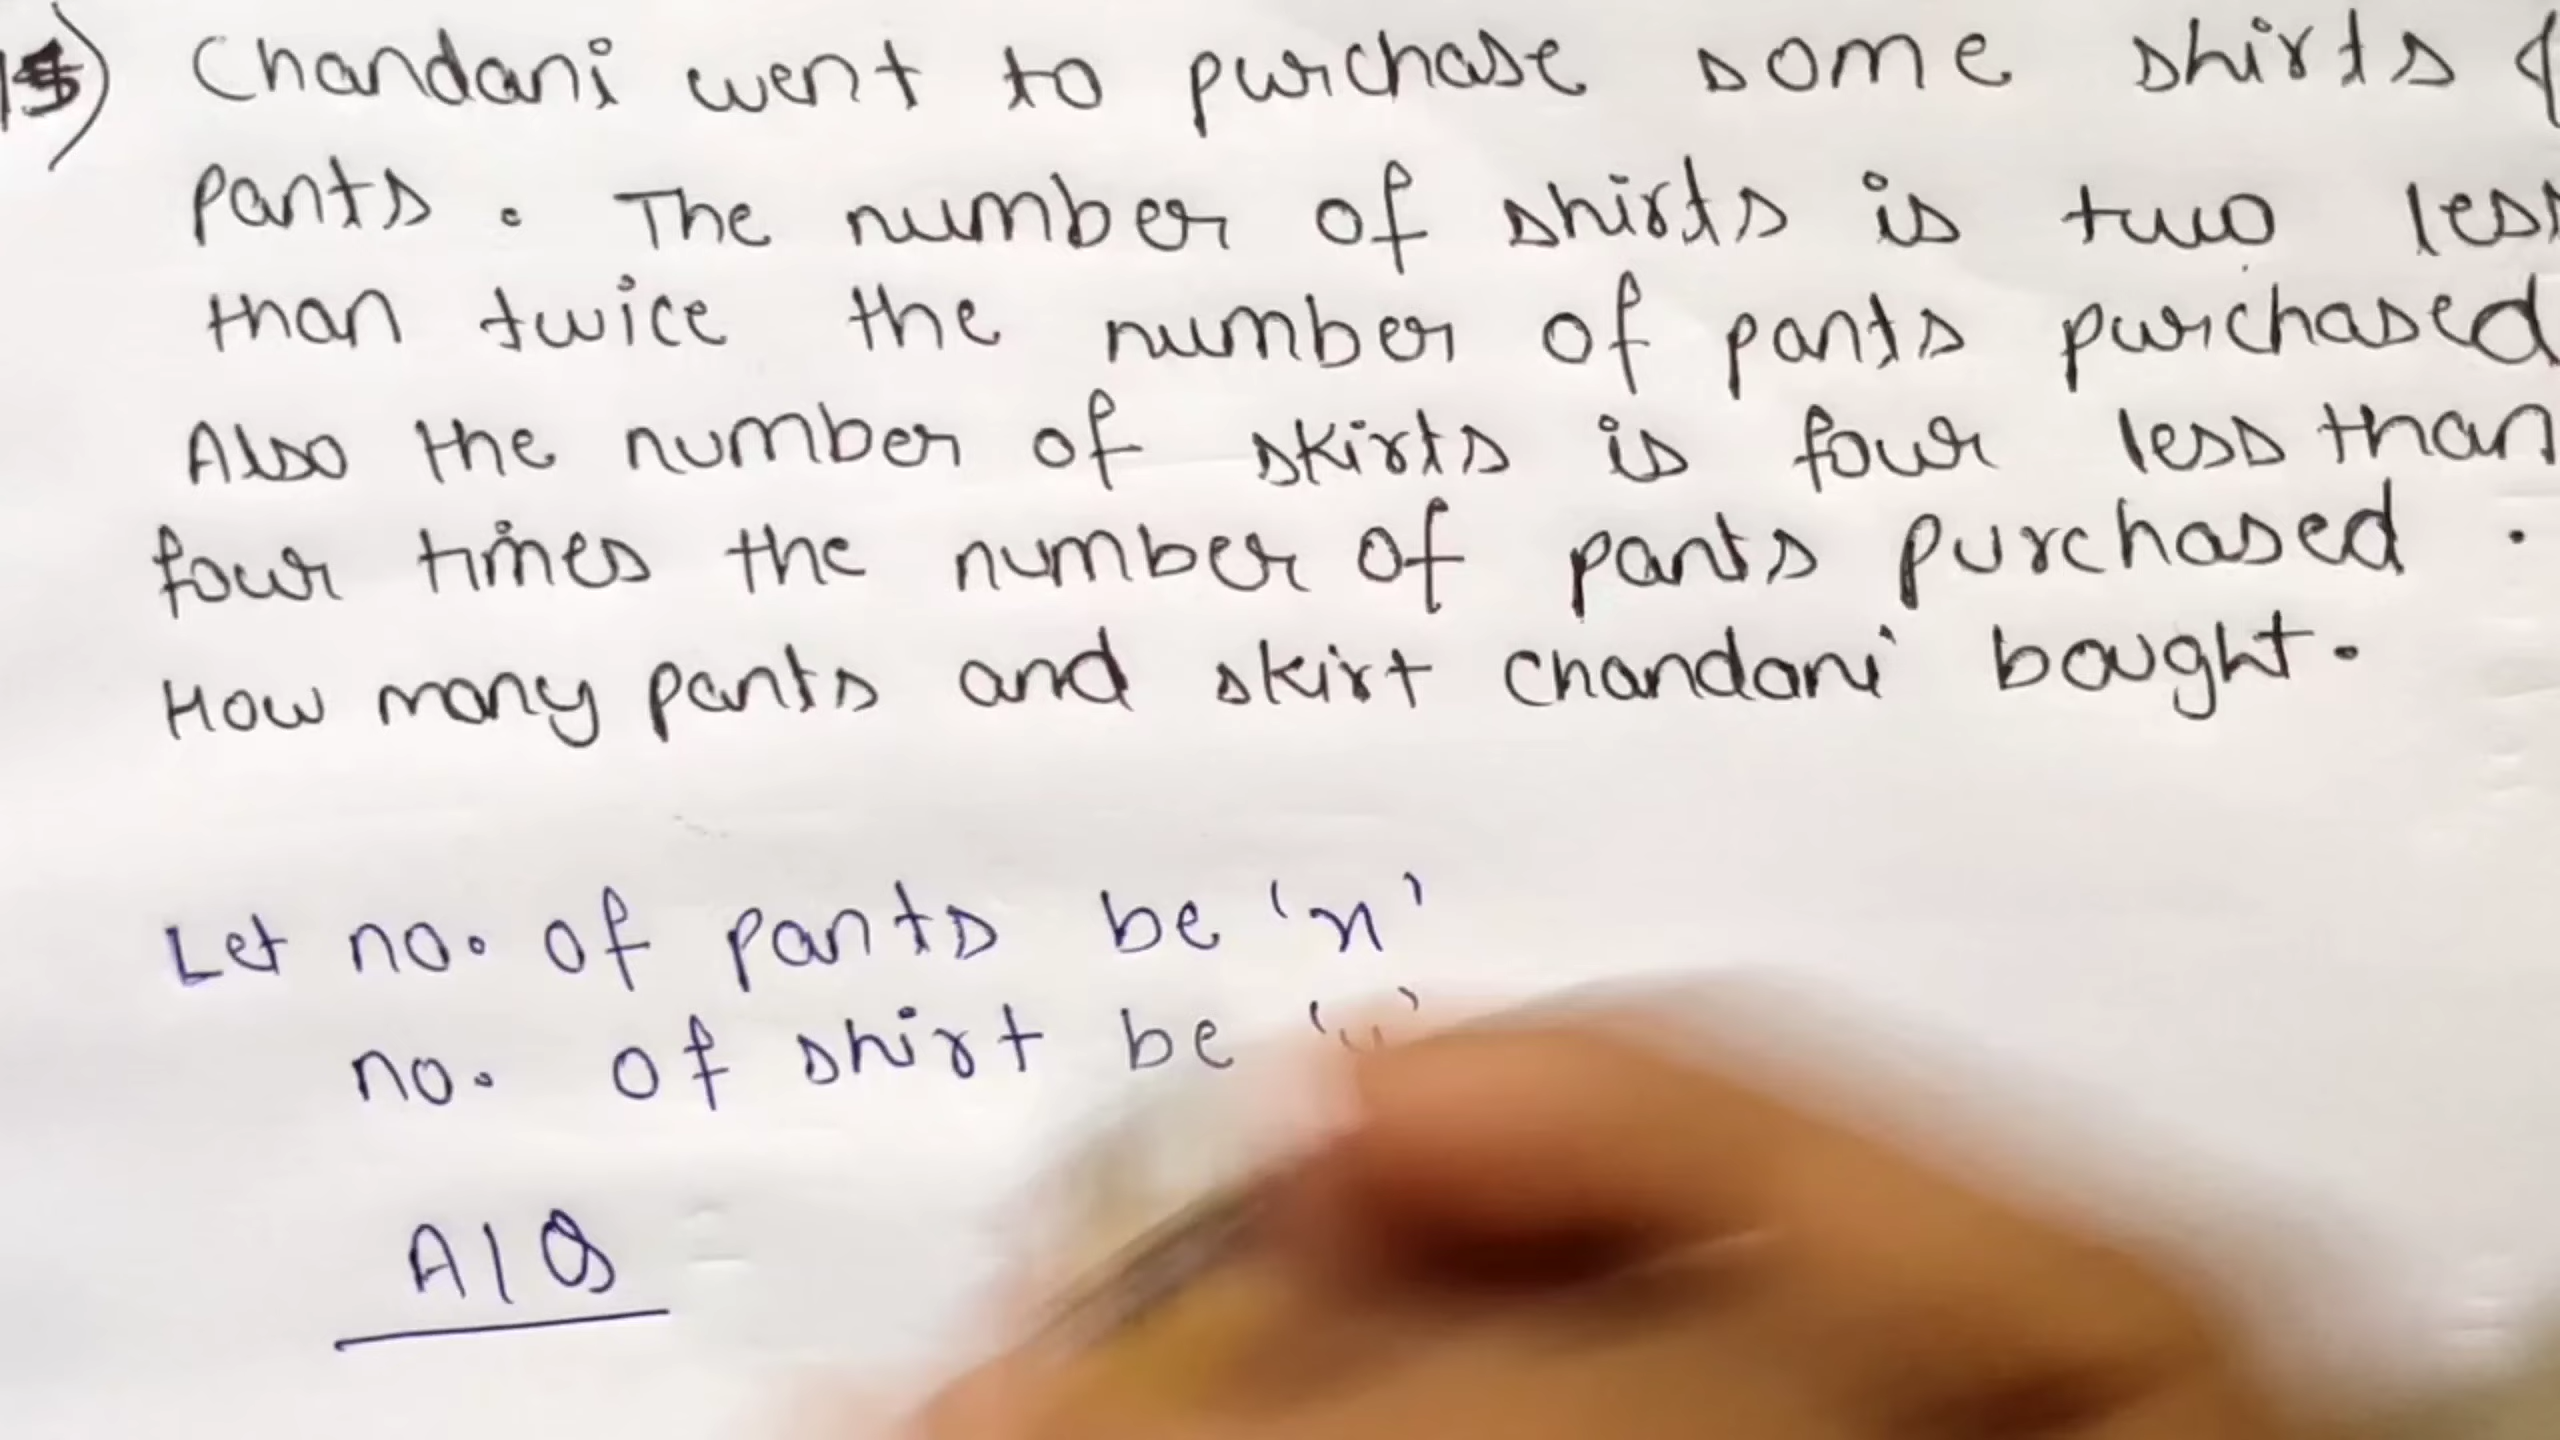 15) Chandani went to purchase some shirts &
pants. The number of shirts is two less
than twice the number of pants purchased
Also the number of skirts is four less than
four times the number of pants purchased.
How many pants and skirt chandani bought.
Let no. of pants be 'x'
no. of shirt be 'y'
A/Q